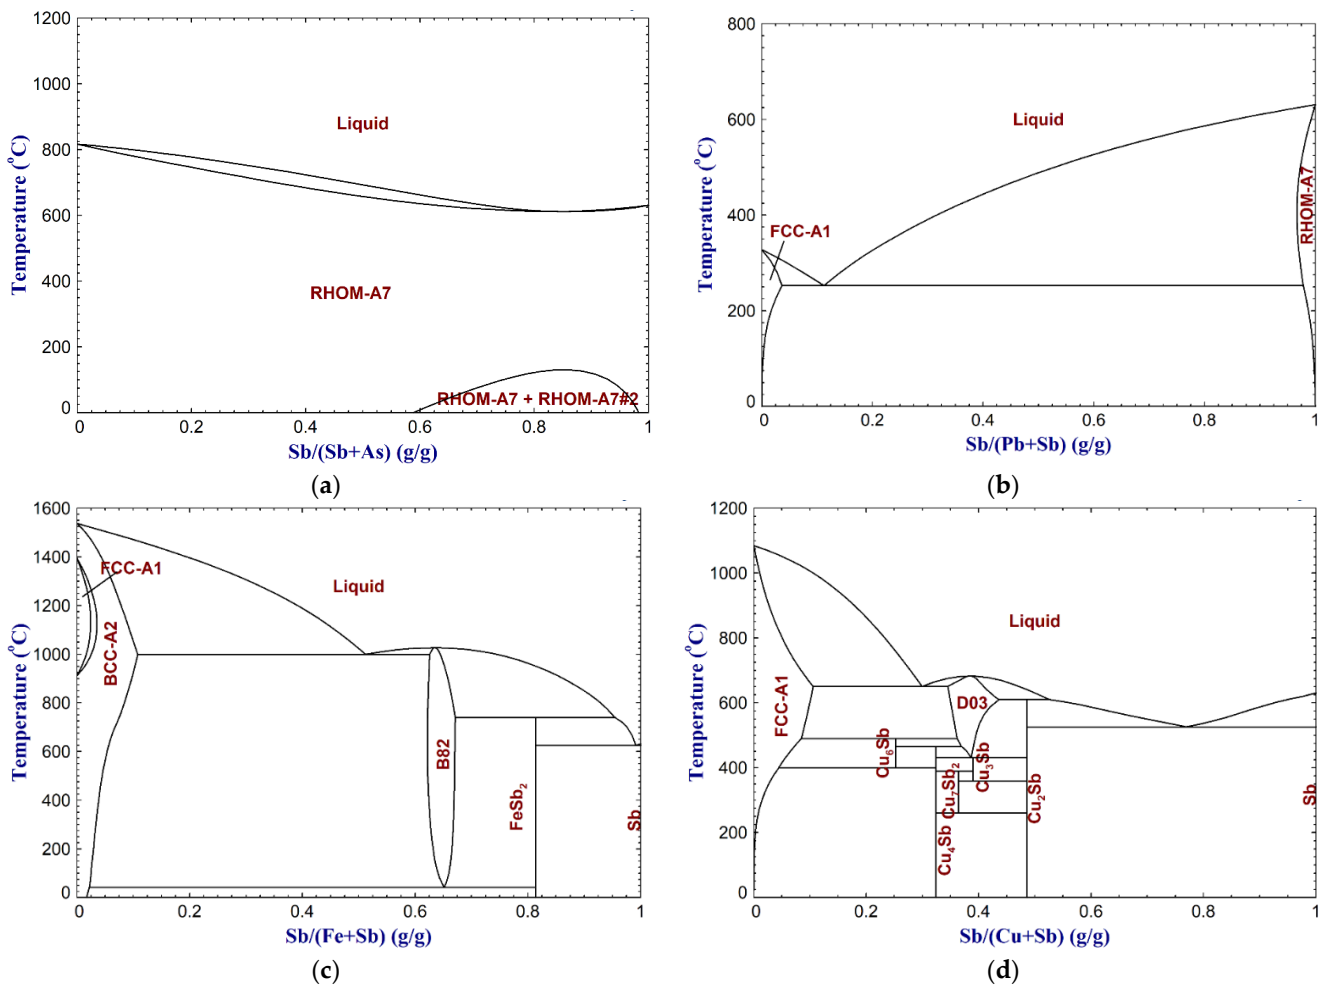 1200
1000
800
600
400
200
0
Temperature (°C)
Liquid
RHOM-A7
RHOM-A7 + RHOM-A7#2
0 0.2 0.4 0.6 0.8 1
Sb/(Sb+As) (g/g)
(a)
800
600
400
200
0
Temperature (°C)
Liquid
FCC-A1
RHOM-A7
0 0.2 0.4 0.6 0.8 1
Sb/(Pb+Sb) (g/g)
(b)
1600
1400
1200
1000
800
600
400
200
0
Temperature (°C)
FCC-A1
Liquid
BCC-A2
B82
FeSb2
Sb
0 0.2 0.4 0.6 0.8 1
Sb/(Fe+Sb) (g/g)
(c)
1200
1000
800
600
400
200
0
Temperature (°C)
Liquid
FCC-A1
D03
Cu6Sb
Cu3Sb
Cu7Sb2
Cu2Sb
Cu4Sb
Sb
0 0.2 0.4 0.6 0.8 1
Sb/(Cu+Sb) (g/g)
(d)